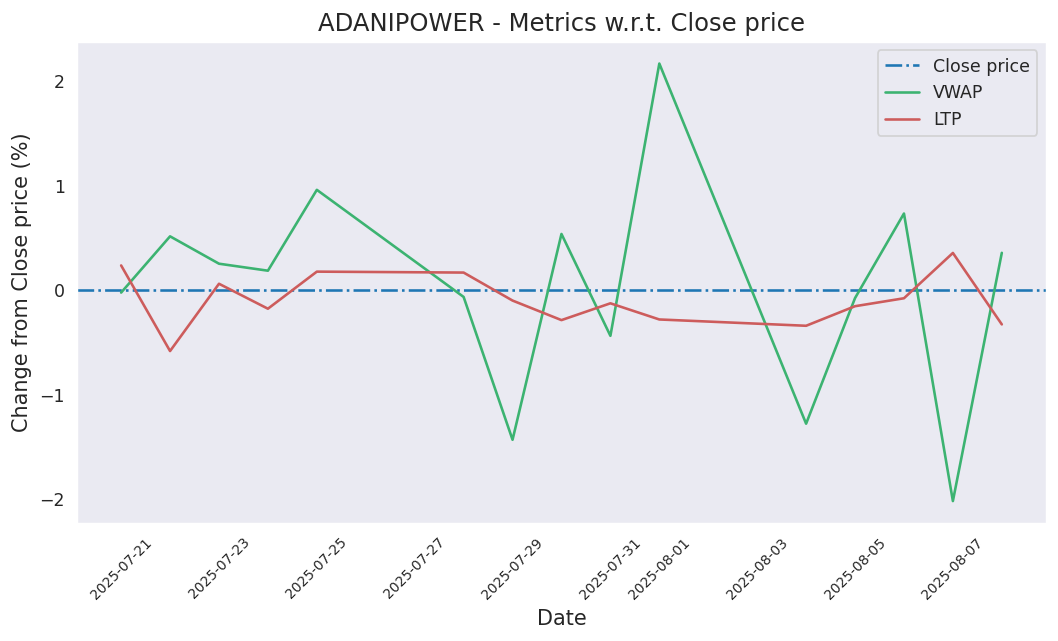 ADANIPOWER - Metrics w.r.t. Close price
Close price
VWAP
LTP
Change from Close price (%)
2
1
0
−1
−2
2025-07-21
2025-07-23
2025-07-25
2025-07-27
2025-07-29
2025-07-31
2025-08-01
2025-08-03
2025-08-05
2025-08-07
Date